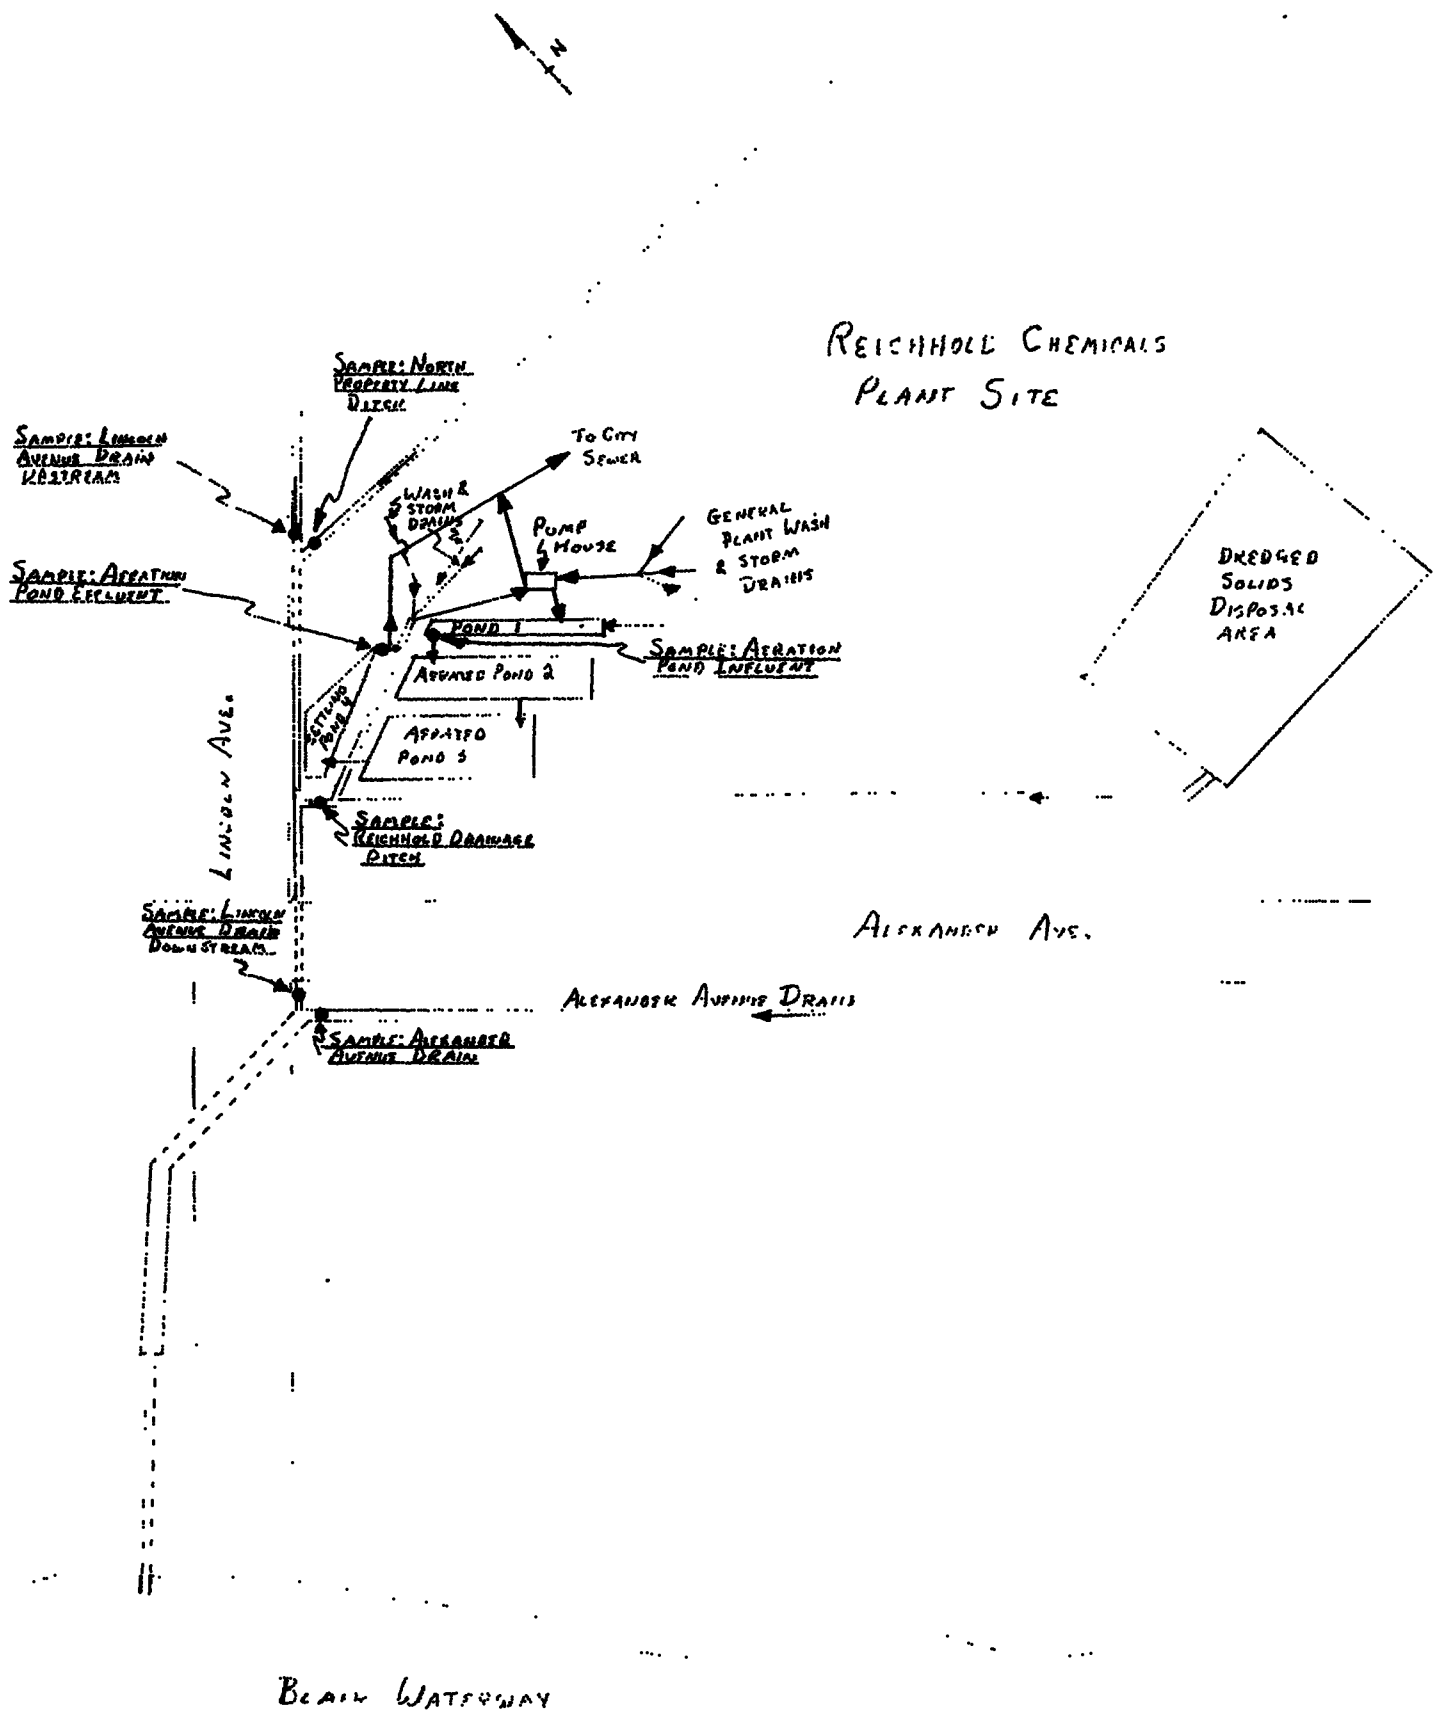 N
REICHHOLD CHEMICALS
PLANT SITE
SAMPLE: NORTH
PROPERTY LINE
DITCH
SAMPLE: LINCOLN
AVENUE DRAIN
UPSTREAM
TO CITY
SEWER
WASH &
STORM
DRAINS
PUMP
HOUSE
GENERAL
PLANT WASH
& STORM
DRAINS
DREDGED
SOLIDS
DISPOSAL
AREA
SAMPLE: AERATION
POND EFFLUENT
POND 1
SAMPLE: AERATION
POND INFLUENT
AERATED POND 2
SETTLING
POND 4
AERATED
POND 3
LINCOLN AVE.
SAMPLE:
REICHHOLD DRAINAGE
DITCH
SAMPLE: LINCOLN
AVENUE DRAIN
DOWNSTREAM
ALEXANDER AVE.
ALEXANDER AVENUE DRAIN
SAMPLE: ALEXANDER
AVENUE DRAIN
BLAIR WATERWAY